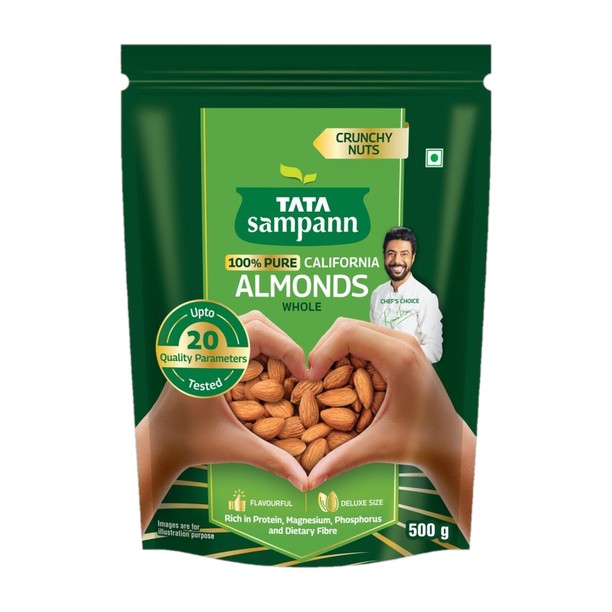 CRUNCHY
NUTS
TATA
sampann
100% PURE CALIFORNIA
ALMONDS
WHOLE
CHEF'S CHOICE
Upto
20
Quality Parameters
Tested
FLAVOURFUL
DELUXE SIZE
Rich in Protein, Magnesium, Phosphorus
and Dietary Fibre
Images are for
illustration purpose
500 g